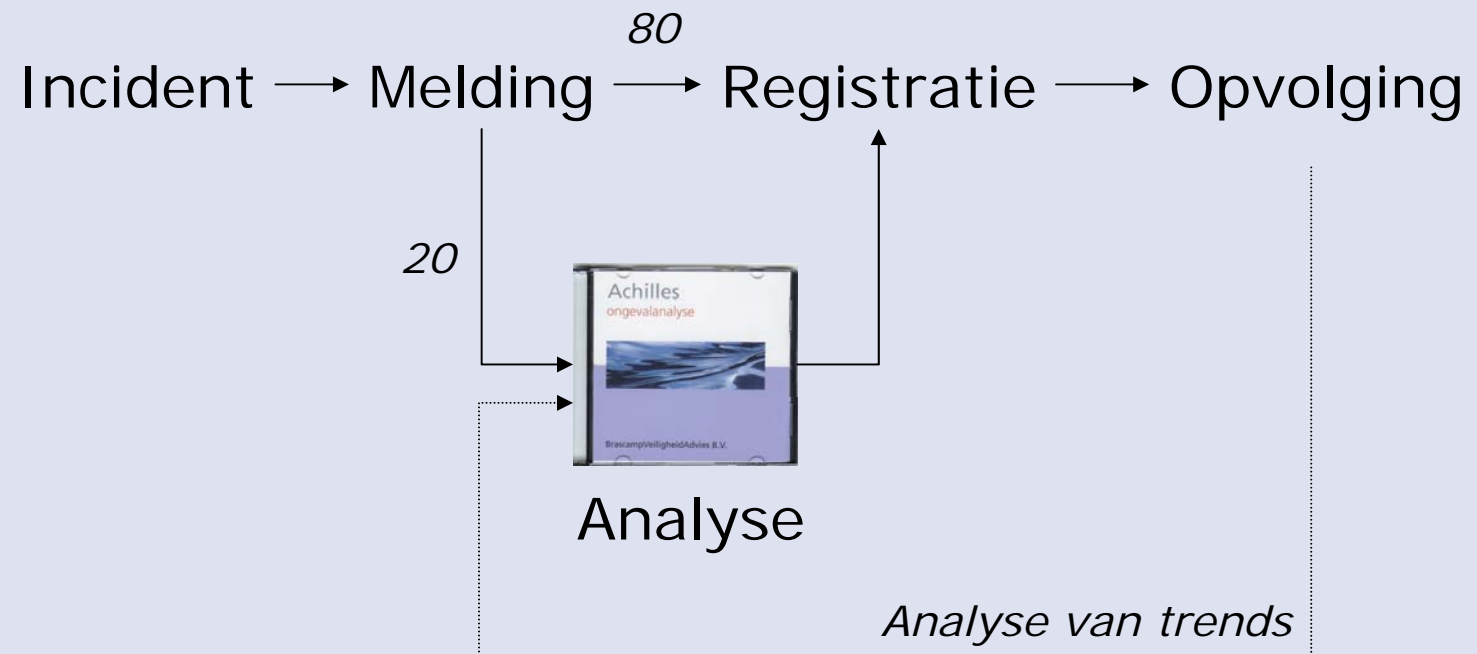 80
Incident Melding Registratie Opvolging
20
Achilles
ongevalanalyse
BrascampVeiligheidAdvies B.V.
Analyse
Analyse van trends